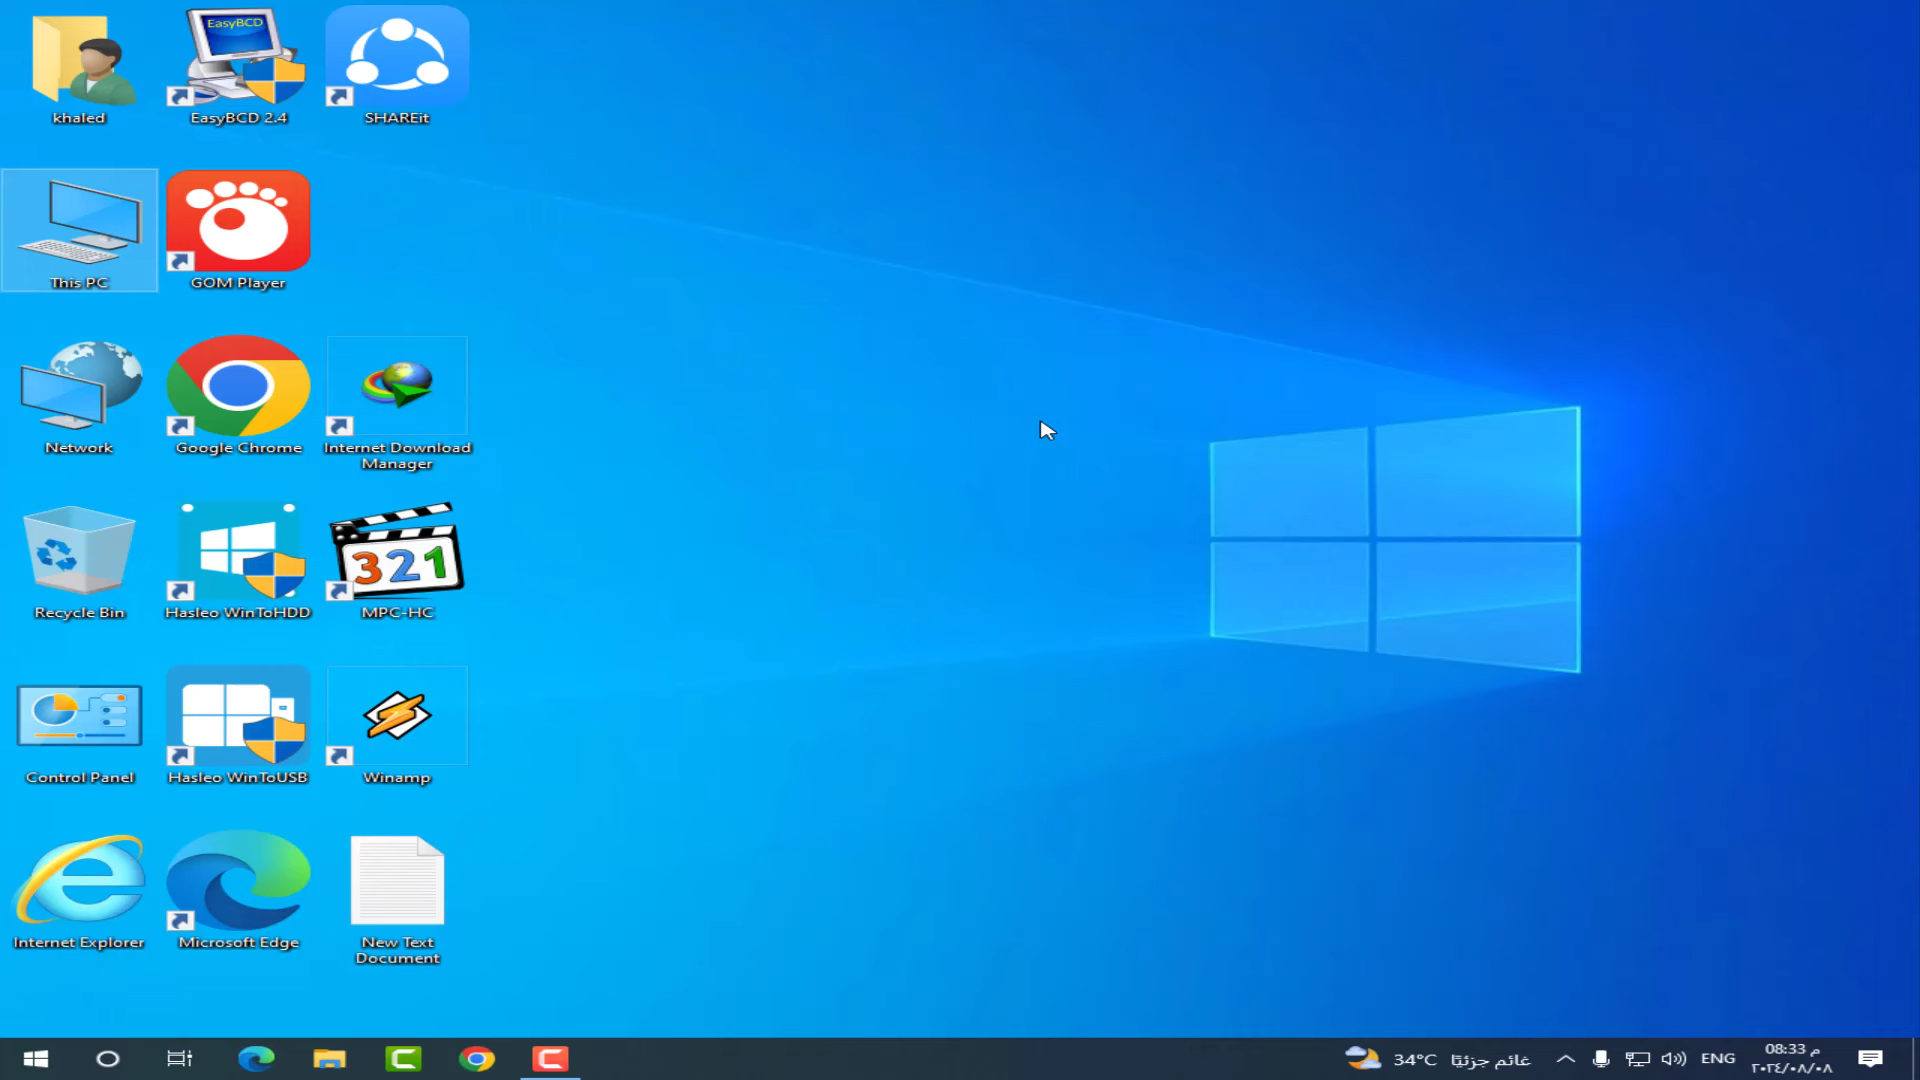 khaled
EasyBCD
EasyBCD 2.4
SHAREit
This PC
GOM Player
Network
Google Chrome
Internet Download
Manager
Recycle Bin
Hasleo WinToHDD
321
MPC-HC
Control Panel
Hasleo WinToUSB
Winamp
Internet Explorer
Microsoft Edge
New Text
Document
34°C غائم جزئيًا
ENG
08:33 م
٢٠٢٤/٠٨/٠٨